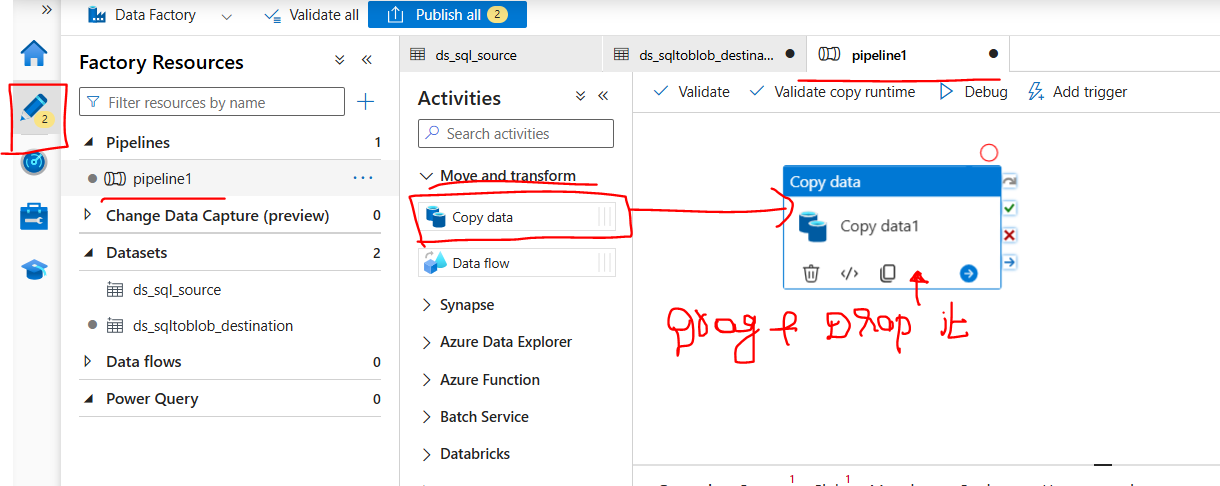 Data Factory
Validate all
Publish all 2
2
Factory Resources
Filter resources by name
Pipelines 1
pipeline1
Change Data Capture (preview) 0
Datasets 2
ds_sql_source
ds_sqltoblob_destination
Data flows 0
Power Query 0
ds_sql_source
ds_sqltoblob_destina...
pipeline1
Activities
Search activities
Move and transform
Copy data
Data flow
Synapse
Azure Data Explorer
Azure Function
Batch Service
Databricks
Validate
Validate copy runtime
Debug
Add trigger
Copy data
Copy data1
Drag & Drop it
1
1